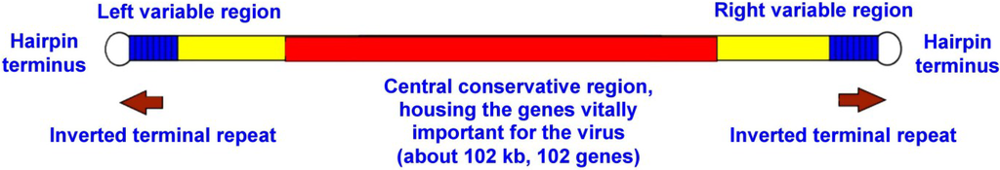 Left variable region
Right variable region
Hairpin
terminus
Hairpin
terminus
Central conservative region,
housing the genes vitally
important for the virus
(about 102 kb, 102 genes)
Inverted terminal repeat
Inverted terminal repeat